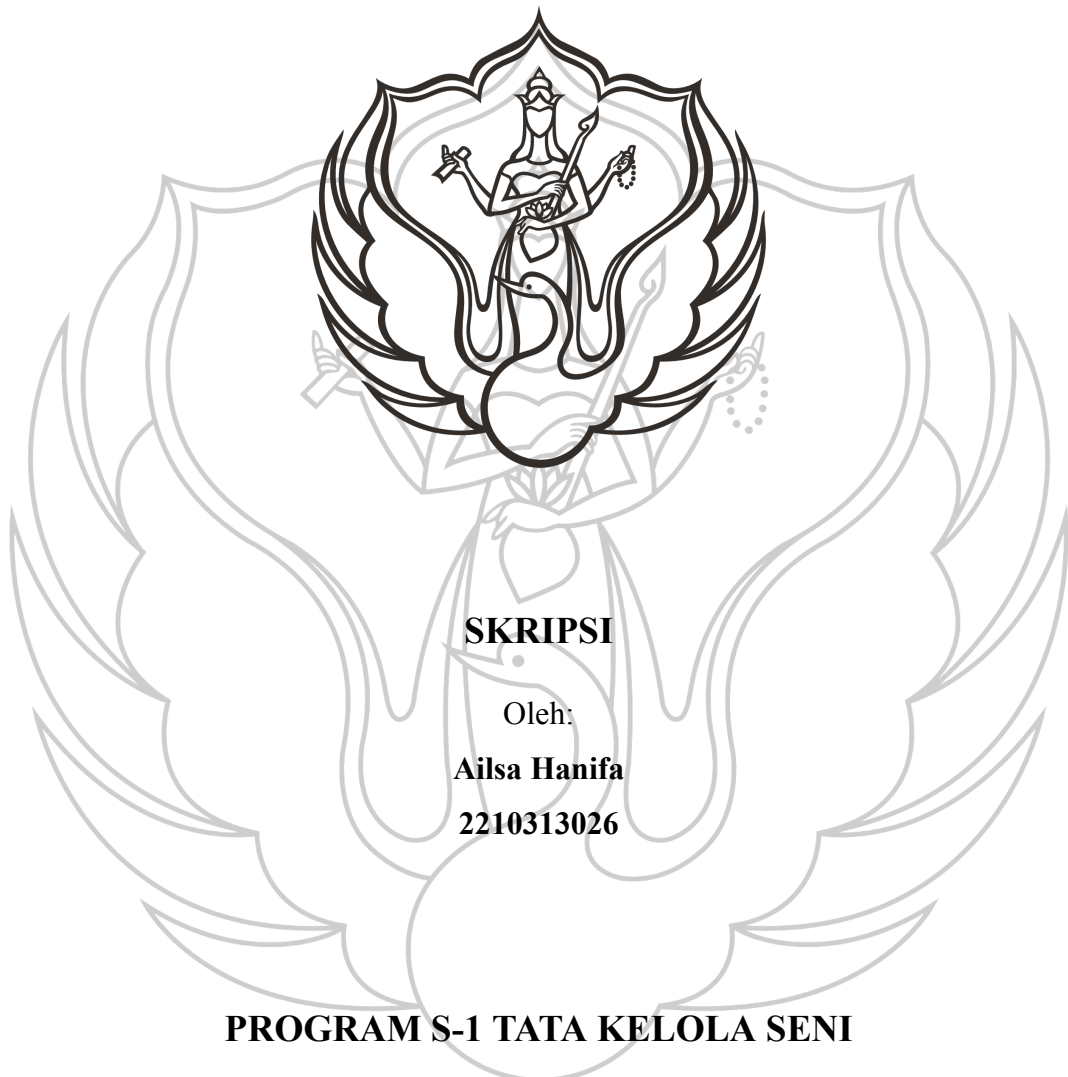 SKRIPSI
Oleh:
Ailsa Hanifa
2210313026
PROGRAM S-1 TATA KELOLA SENI